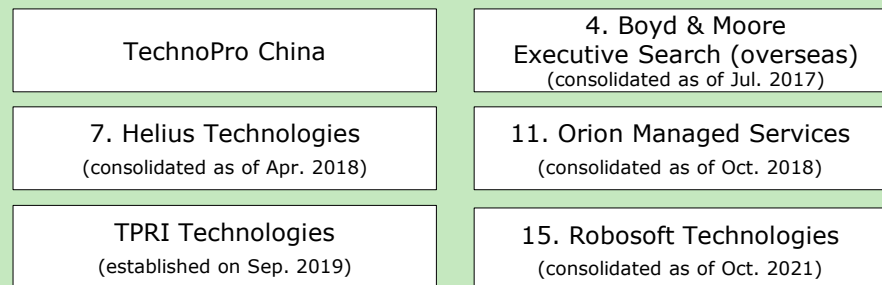 TechnoPro China
4. Boyd & Moore
Executive Search (overseas)
(consolidated as of Jul. 2017)
7. Helius Technologies
(consolidated as of Apr. 2018)
11. Orion Managed Services
(consolidated as of Oct. 2018)
TPRI Technologies
(established on Sep. 2019)
15. Robosoft Technologies
(consolidated as of Oct. 2021)